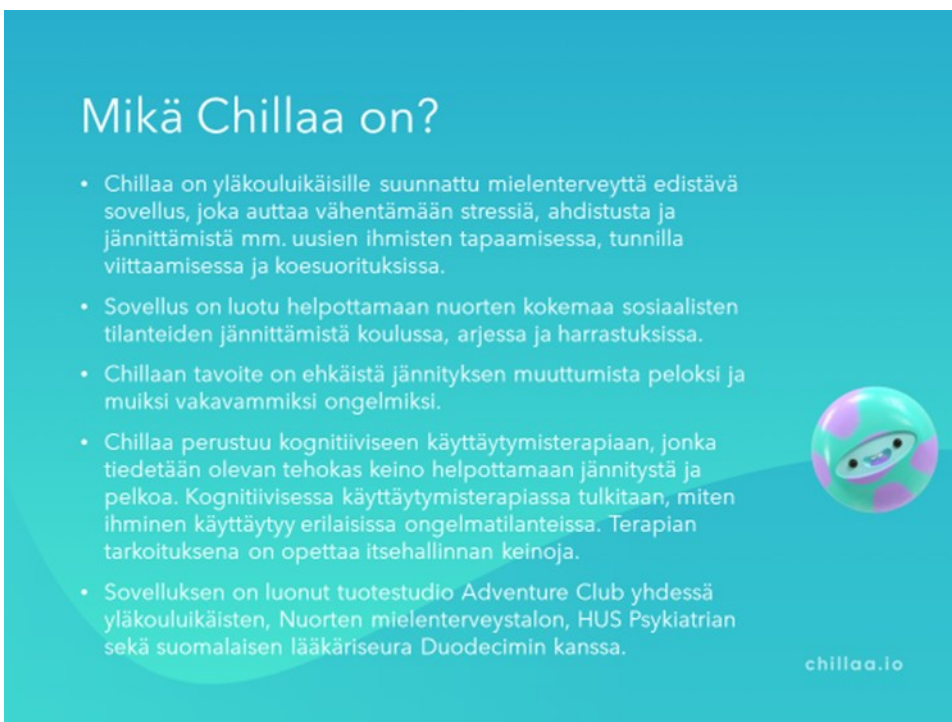 Mikä Chillaa on?
• Chillaa on yläkouluikäisille suunnattu mielenterveyttä edistävä
sovellus, joka auttaa vähentämään stressiä, ahdistusta ja
jännittämistä mm. uusien ihmisten tapaamisessa, tunnilla
viittaamisessa ja koesuorituksissa.
• Sovellus on luotu helpottamaan nuorten kokemaa sosiaalisten
tilanteiden jännittämistä koulussa, arjessa ja harrastuksissa.
• Chillaan tavoite on ehkäistä jännityksen muuttumista peloksi ja
muiksi vakavammiksi ongelmiksi.
• Chillaa perustuu kognitiiviseen käyttäytymisterapiaan, jonka
tiedetään olevan tehokas keino helpottamaan jännitystä ja
pelkoa. Kognitiivisessa käyttäytymisterapiassa tulkitaan, miten
ihminen käyttäytyy erilaisissa ongelmatilanteissa. Terapian
tarkoituksena on opettaa itsehallinnan keinoja.
• Sovelluksen on luonut tuotestudio Adventure Club yhdessä
yläkouluikäisten, Nuorten mielenterveystalon, HUS Psykiatrian
sekä suomalaisen lääkäriseura Duodecimin kanssa.
chillaa.io